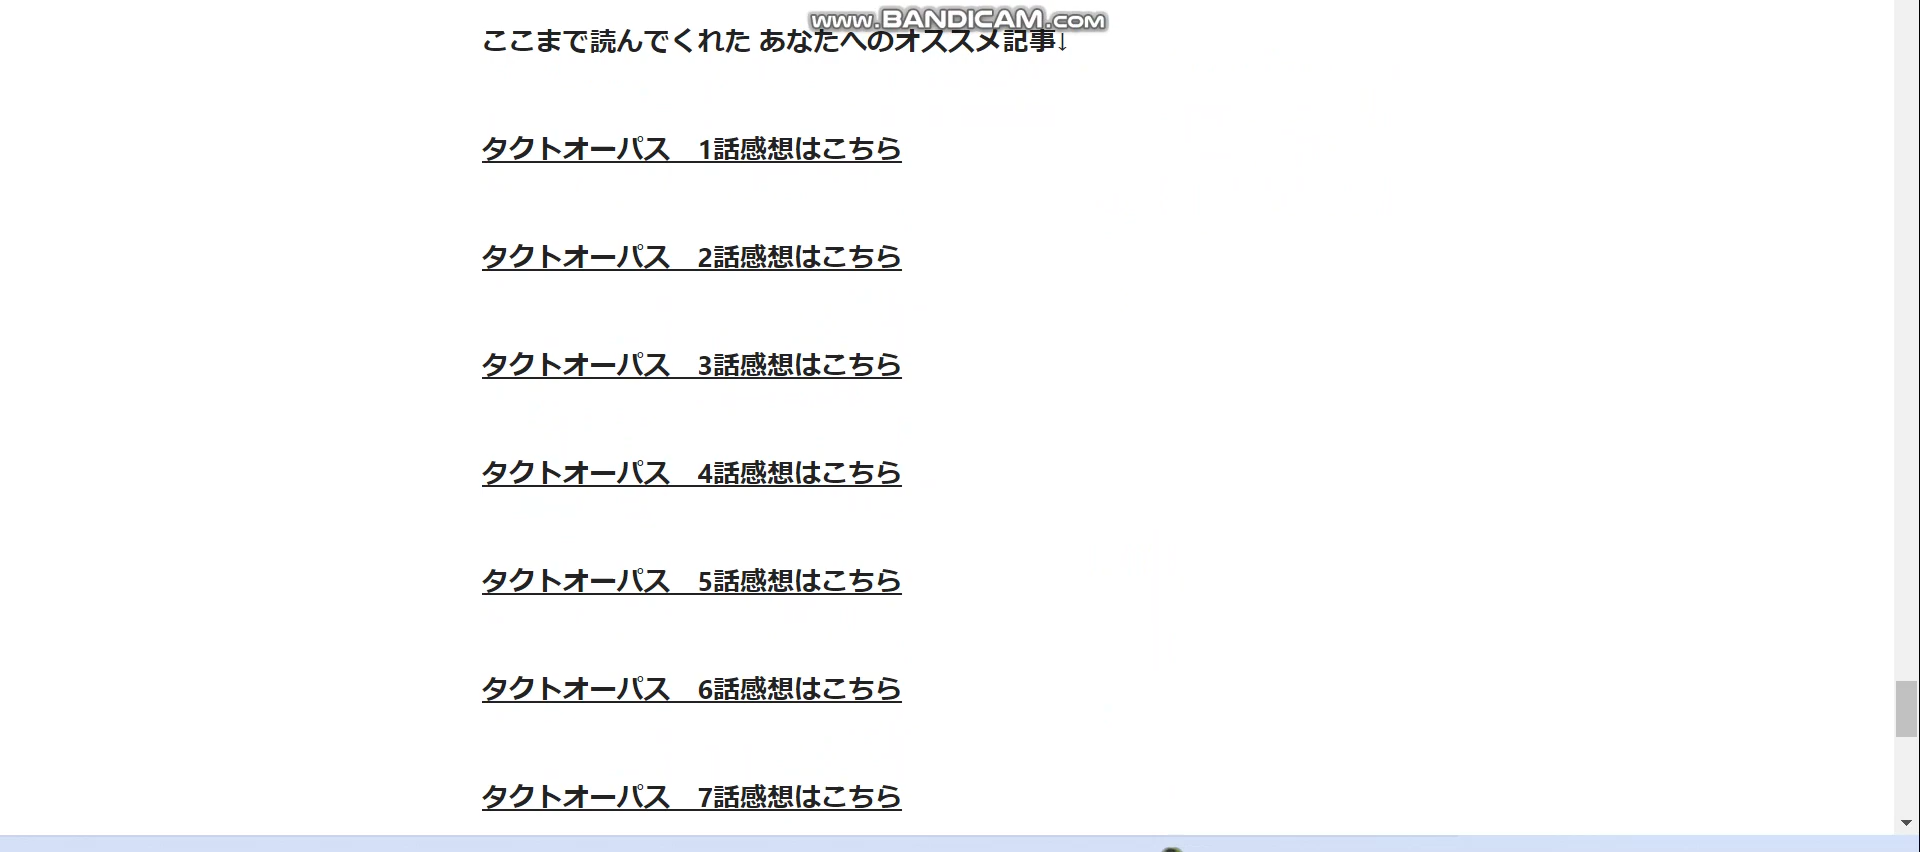 www.BANDICAM.com
ここまで読んでくれた あなたへのオススメ記事↓
タクトオーパス　1話感想はこちら
タクトオーパス　2話感想はこちら
タクトオーパス　3話感想はこちら
タクトオーパス　4話感想はこちら
タクトオーパス　5話感想はこちら
タクトオーパス　6話感想はこちら
タクトオーパス　7話感想はこちら